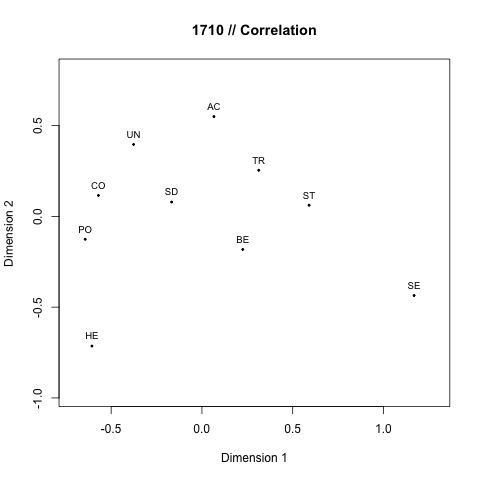 1710 // Correlation
AC
UN
TR
CO
SD
ST
PO
BE
SE
HE
0.5
0.0
-0.5
-1.0
Dimension 2
-0.5
0.0
0.5
1.0
Dimension 1